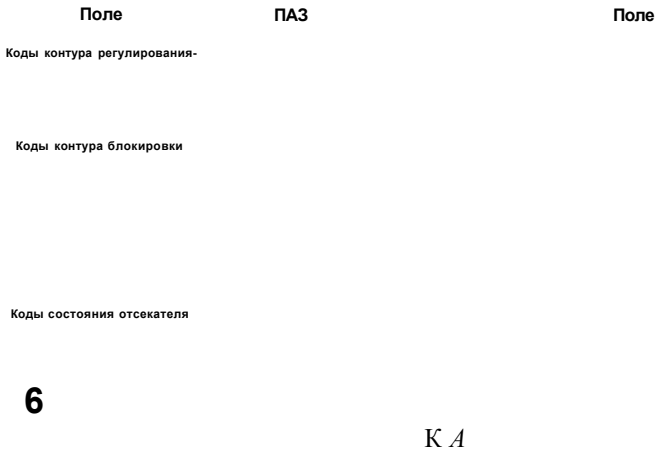 Поле ПАЗ Поле
Коды контура регулирования-
Коды контура блокировки
Коды состояния отсекателя
6
К А